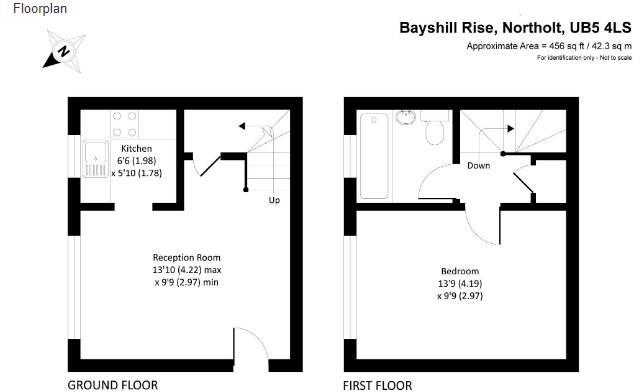 Floorplan
Bayshill Rise, Northolt, UB5 4LS
Approximate Area = 456 sq ft / 42.3 sq m
For identification only - Not to scale
N
Kitchen
6'6 (1.98)
x 5'10 (1.78)
Up
Reception Room
13'10 (4.22) max
x 9'9 (2.97) min
GROUND FLOOR
Down
Bedroom
13'9 (4.19)
x 9'9 (2.97)
FIRST FLOOR